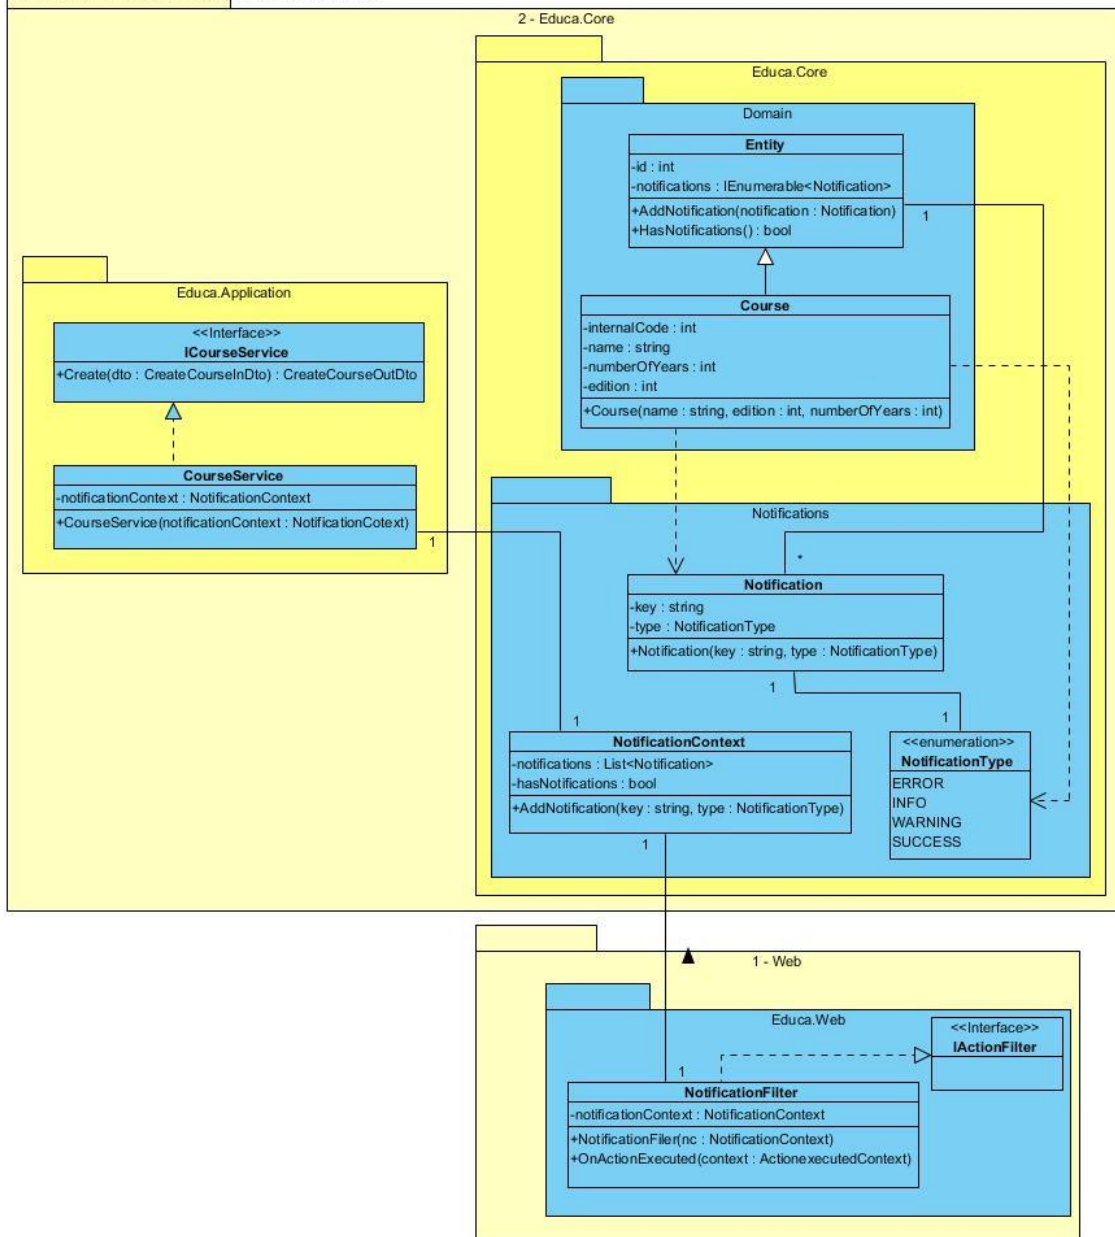 2 - Educa.Core
Educa.Core
Domain
Entity
-id : int
-notifications : IEnumerable<Notification>
+AddNotification(notification : Notification)
+HasNotifications() : bool
1
Educa.Application
<<Interface>>
ICourseService
+Create(dto : CreateCourseInDto) : CreateCourseOutDto
Course
-internalCode : int
-name : string
-numberOfYears : int
-edition : int
+Course(name : string, edition : int, numberOfYears : int)
CourseService
-notificationContext : NotificationContext
+CourseService(notificationContext : NotificationCotext)
1
Notifications
*
Notification
-key : string
-type : NotificationType
+Notification(key : string, type : NotificationType)
1
1
1
NotificationContext
-notifications : List<Notification>
-hasNotifications : bool
+AddNotification(key : string, type : NotificationType)
1
<<enumeration>>
NotificationType
ERROR
INFO
WARNING
SUCCESS
1 - Web
Educa.Web
<<Interface>>
IActionFilter
1
NotificationFilter
-notificationContext : NotificationContext
+NotificationFiler(nc : NotificationContext)
+OnActionExecuted(context : ActionexecutedContext)